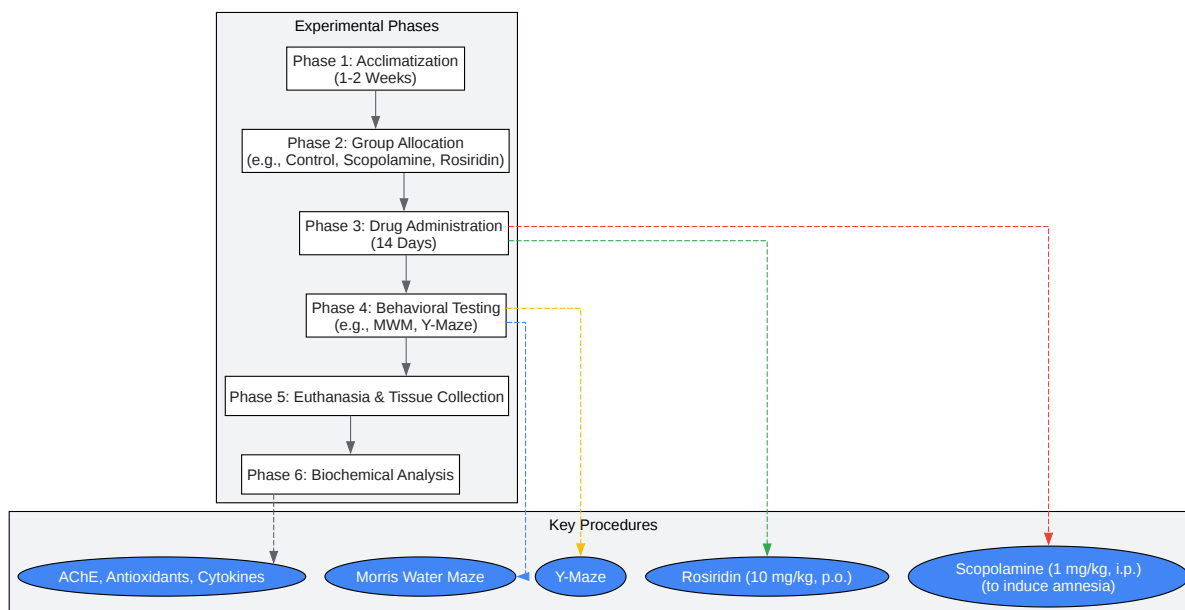 Experimental Phases
Phase 1: Acclimatization
(1-2 Weeks)
Phase 2: Group Allocation
(e.g., Control, Scopolamine, Rosiridin)
Phase 3: Drug Administration
(14 Days)
Phase 4: Behavioral Testing
(e.g., MWM, Y-Maze)
Phase 5: Euthanasia & Tissue Collection
Phase 6: Biochemical Analysis
Key Procedures
AChE, Antioxidants, Cytokines
Morris Water Maze
Y-Maze
Rosiridin (10 mg/kg, p.o.)
Scopolamine (1 mg/kg, i.p.)
(to induce amnesia)